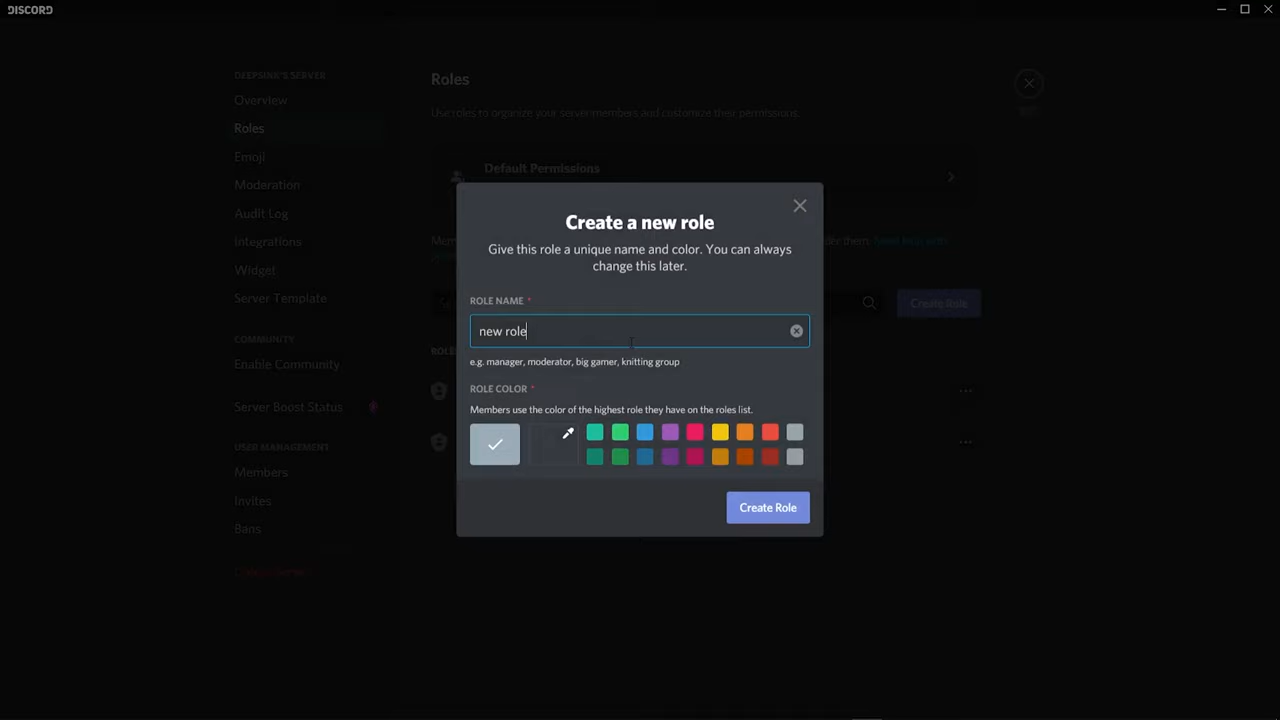 DISCORD
DEEPSINK'S SERVER
Overview
Roles
Emoji
Moderation
Audit Log
Integrations
Widget
Server Template
COMMUNITY
Enable Community
Server Boost Status
USER MANAGEMENT
Members
Invites
Bans
Roles
Use roles to organize your server members and customize their permissions.
Default Permissions
Create Role
Create a new role
Give this role a unique name and color. You can always
change this later.
ROLE NAME *
new role
e.g. manager, moderator, big gamer, knitting group
ROLE COLOR *
Members use the color of the highest role they have on the roles list.
Create Role